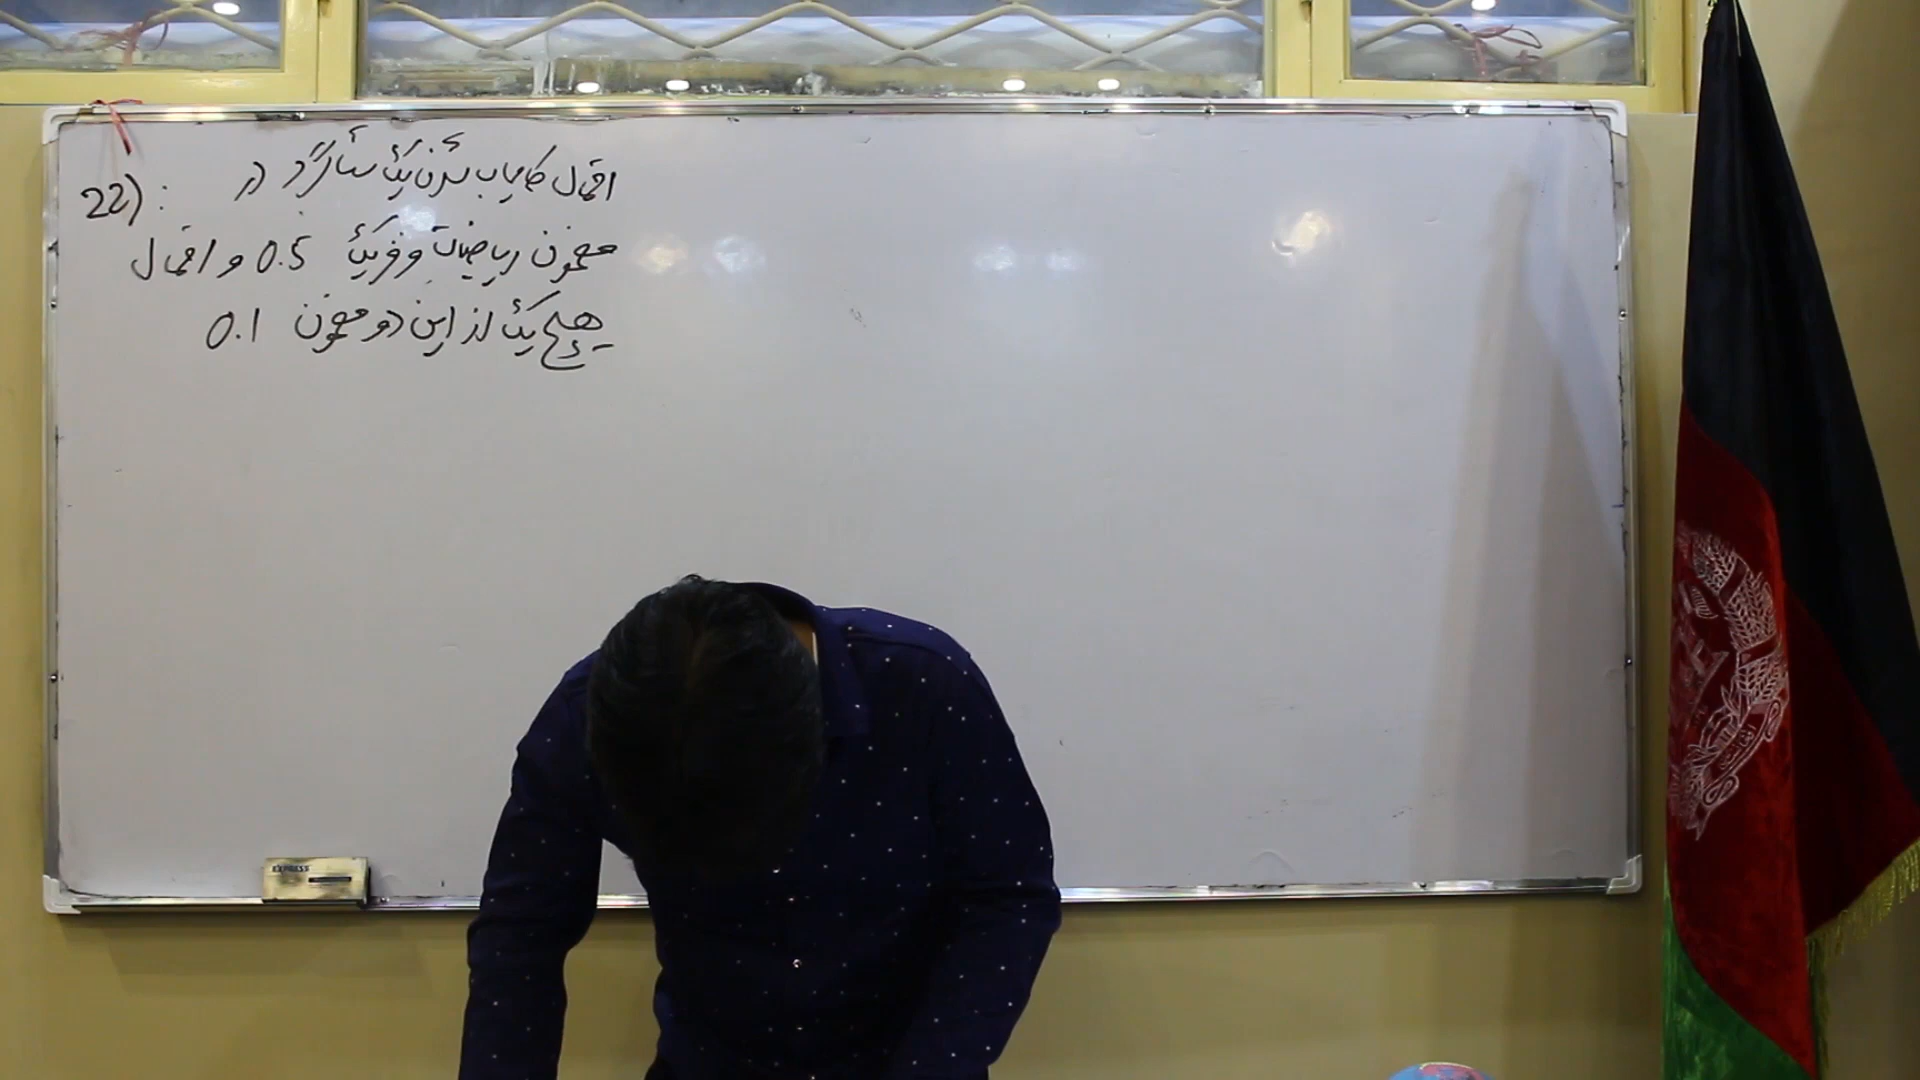 22): احتمال کامیاب شدن یک شاگرد در
مضمون ریاضیات و فزیک 0.5 و احتمال
هیچ یک از این دو مضمون 0.1
EXPRESS